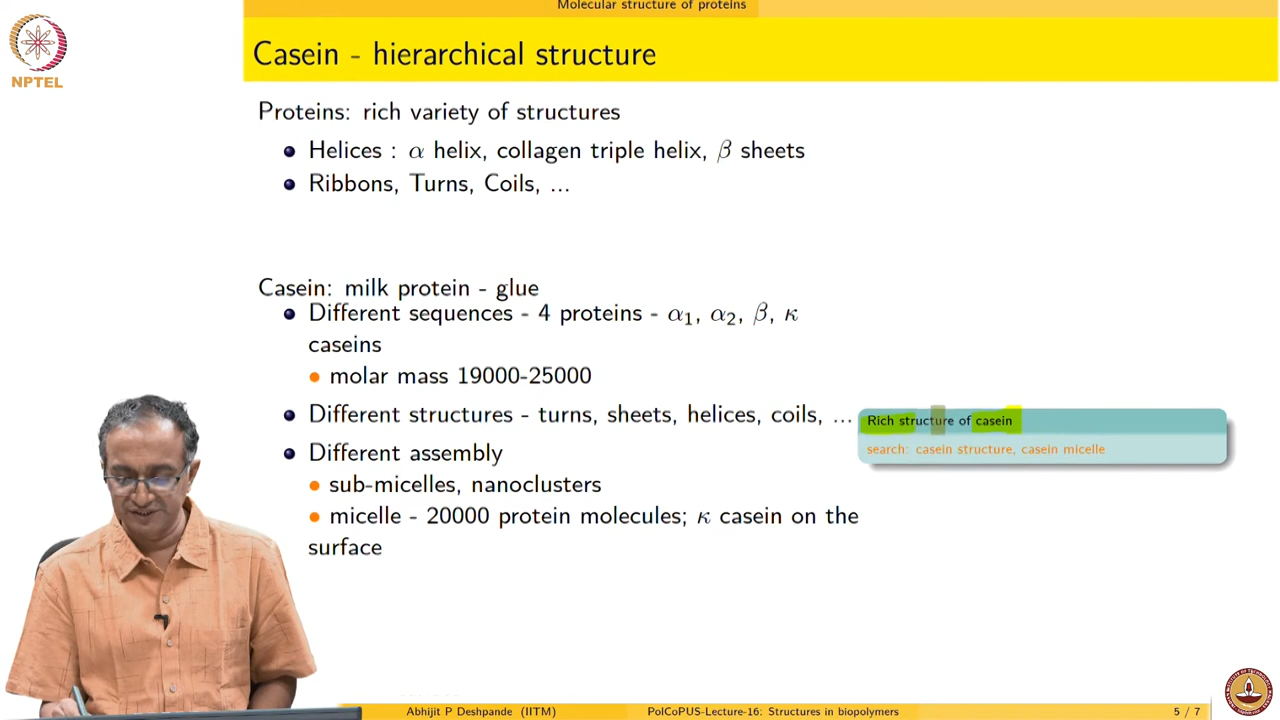 Molecular structure of proteins
NPTEL
Casein - hierarchical structure
Proteins: rich variety of structures
Helices : α helix, collagen triple helix, β sheets
Ribbons, Turns, Coils, ...
Casein: milk protein - glue
Different sequences - 4 proteins - α₁, α₂, β, κ
caseins
molar mass 19000-25000
Different structures - turns, sheets, helices, coils, ...
Rich structure of casein
search: casein structure, casein micelle
Different assembly
sub-micelles, nanoclusters
micelle - 20000 protein molecules; κ casein on the
surface
Abhijit P Deshpande (IITM)
PolCoPUS-Lecture-16: Structures in biopolymers
5 / 7